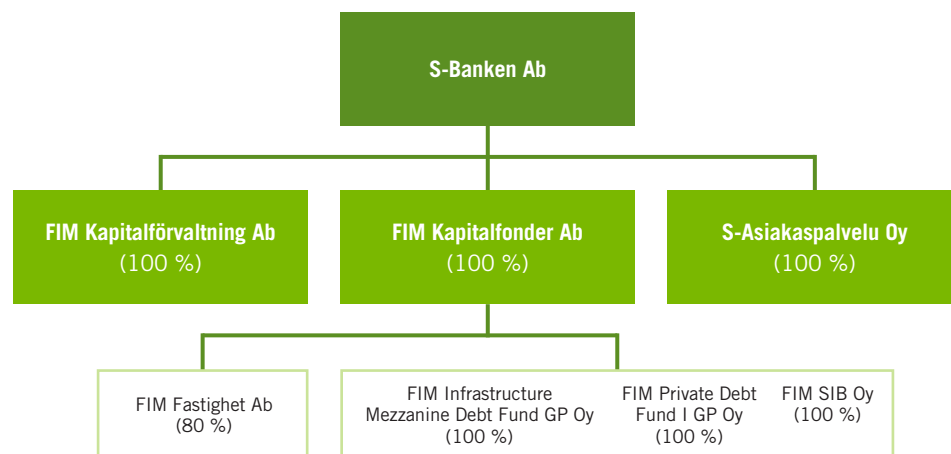 S-Banken Ab
FIM Kapitalförvaltning Ab
(100 %)
FIM Kapitalfonder Ab
(100 %)
S-Asiakaspalvelu Oy
(100 %)
FIM Fastighet Ab
(80 %)
FIM Infrastructure
Mezzanine Debt Fund GP Oy
(100 %)
FIM Private Debt
Fund I GP Oy
(100 %)
FIM SIB Oy
(100 %)